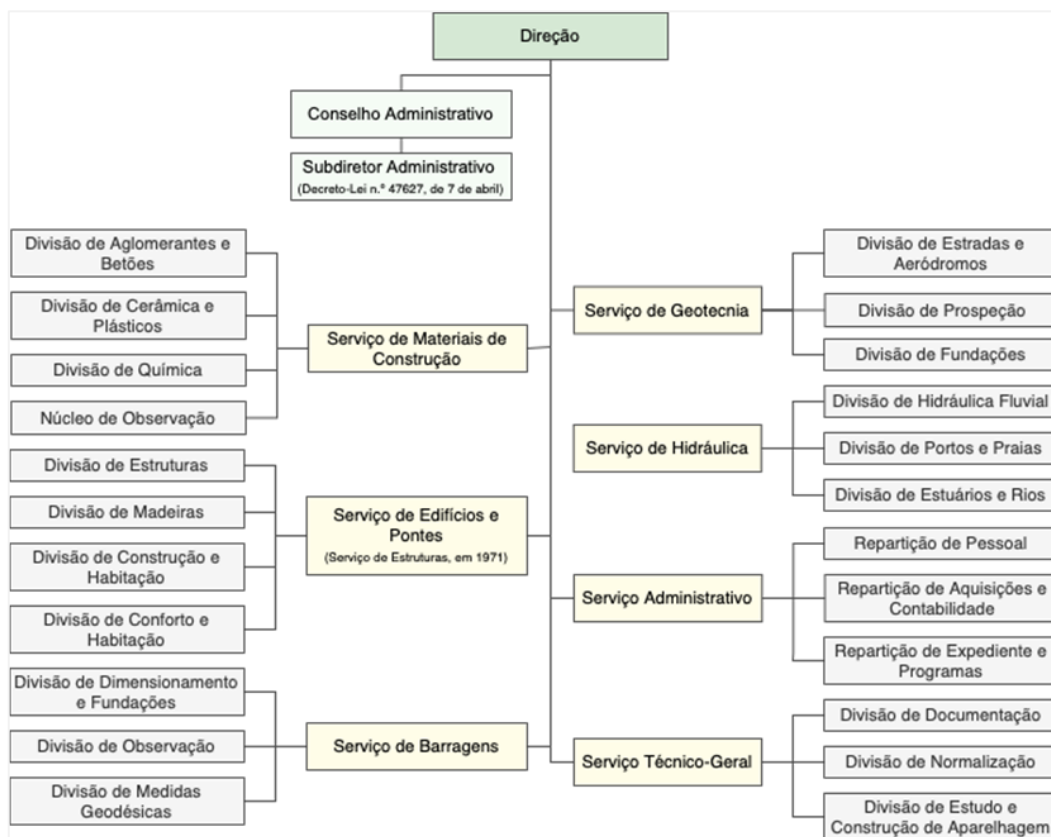 Direção
Conselho Administrativo
Subdiretor Administrativo
(Decreto-Lei n.º 47627, de 7 de abril)
Divisão de Aglomerantes e
Betões
Divisão de Cerâmica e
Plásticos
Divisão de Química
Núcleo de Observação
Serviço de Materiais de
Construção
Divisão de Estruturas
Divisão de Madeiras
Divisão de Construção e
Habitação
Divisão de Conforto e
Habitação
Serviço de Edifícios e
Pontes
(Serviço de Estruturas, em 1971)
Divisão de Dimensionamento
e Fundações
Divisão de Observação
Divisão de Medidas
Geodésicas
Serviço de Barragens
Serviço de Geotecnia
Divisão de Estradas e
Aeródromos
Divisão de Prospeção
Divisão de Fundações
Serviço de Hidráulica
Divisão de Hidráulica Fluvial
Divisão de Portos e Praias
Divisão de Estuários e Rios
Serviço Administrativo
Repartição de Pessoal
Repartição de Aquisições e
Contabilidade
Repartição de Expediente e
Programas
Serviço Técnico-Geral
Divisão de Documentação
Divisão de Normalização
Divisão de Estudo e
Construção de Aparelhagem